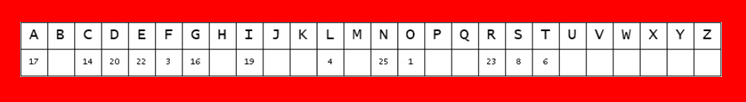 A B C D E F G H I J K L M N O P Q R S T U V W X Y Z
17 14 20 22 3 16 19 4 25 1 23 8 6